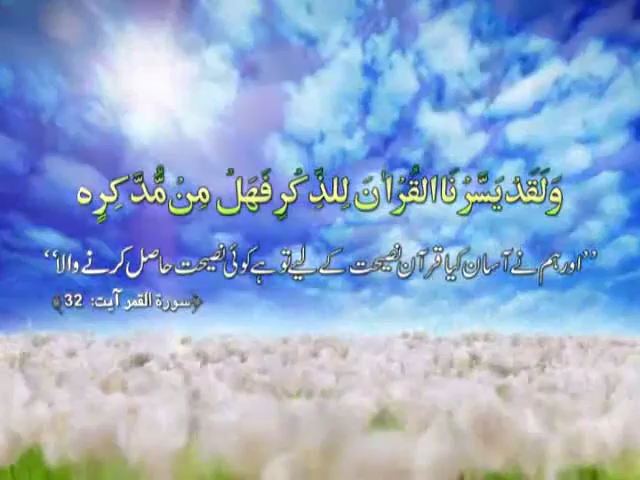 وَلَقَدْ يَسَّرْنَا الْقُرْاٰنَ لِلذِّكْرِ فَهَلْ مِنْ مُّدَّكِرٍ ہ
’’اور ہم نے آسان کیا قرآن نصیحت کے لیے تو ہے کوئی نصیحت حاصل کرنے والا‘‘
﴿سورة القمر آیت: 32﴾